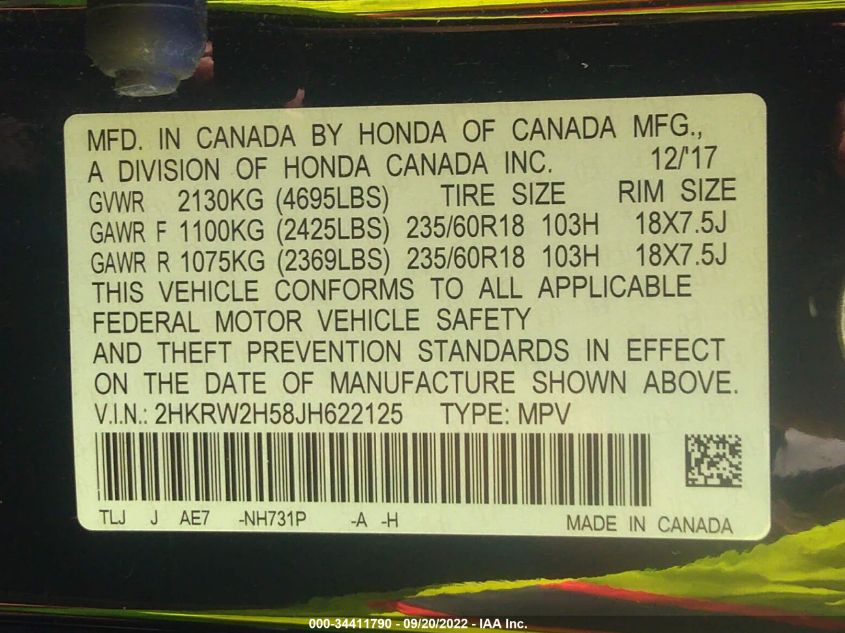 MFD. IN CANADA BY HONDA OF CANADA MFG.,
A DIVISION OF HONDA CANADA INC. 12/'17
GVWR 2130KG (4695LBS) TIRE SIZE RIM SIZE
GAWR F 1100KG (2425LBS) 235/60R18 103H 18X7.5J
GAWR R 1075KG (2369LBS) 235/60R18 103H 18X7.5J
THIS VEHICLE CONFORMS TO ALL APPLICABLE
FEDERAL MOTOR VEHICLE SAFETY
AND THEFT PREVENTION STANDARDS IN EFFECT
ON THE DATE OF MANUFACTURE SHOWN ABOVE.
V.I.N.: 2HKRW2H58JH622125 TYPE: MPV
TLJ J AE7 -NH731P -A -H MADE IN CANADA
000-34411790 - 09/20/2022 - IAA Inc.